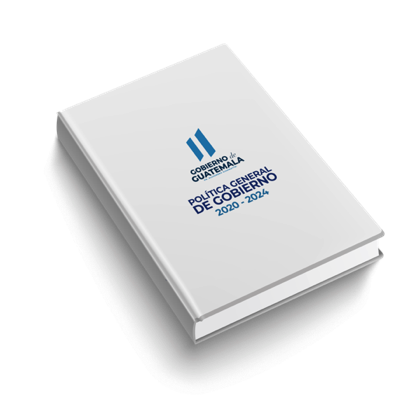 GOBIERNO de
GUATEMALA
POLÍTICA GENERAL
DE GOBIERNO
2020 - 2024